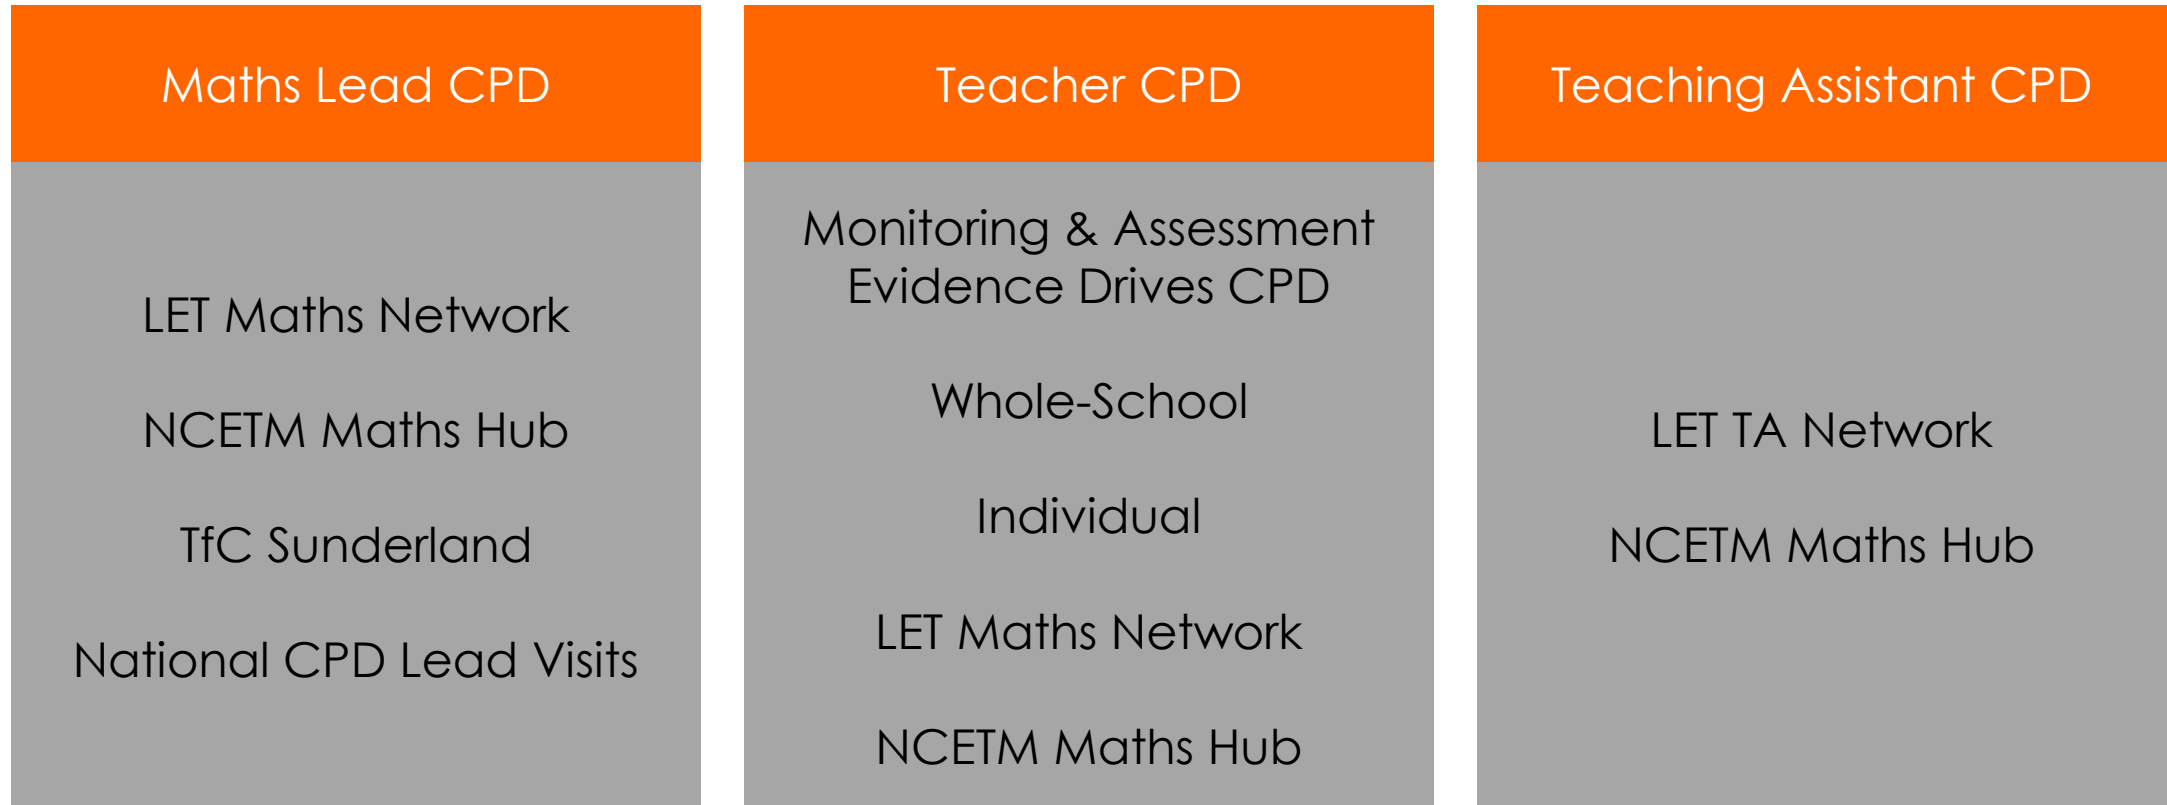 Maths Lead CPD
LET Maths Network
NCETM Maths Hub
TfC Sunderland
National CPD Lead Visits
Teacher CPD
Monitoring & Assessment
Evidence Drives CPD
Whole-School
Individual
LET Maths Network
NCETM Maths Hub
Teaching Assistant CPD
LET TA Network
NCETM Maths Hub